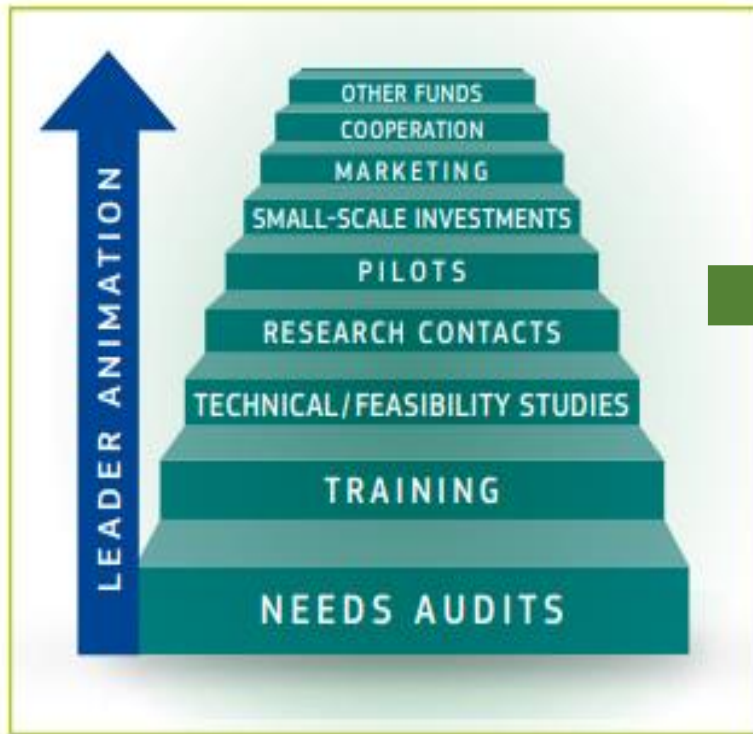 OTHER FUNDS
COOPERATION
MARKETING
SMALL-SCALE INVESTMENTS
PILOTS
RESEARCH CONTACTS
TECHNICAL/FEASIBILITY STUDIES
TRAINING
NEEDS AUDITS
LEADER ANIMATION